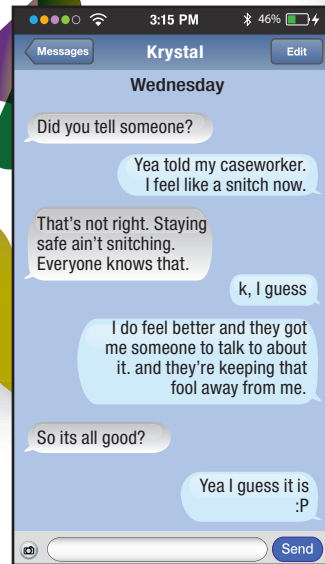 3:15 PM
46%
Messages
Krystal
Edit
Wednesday
Did you tell someone?
Yea told my caseworker.
I feel like a snitch now.
That's not right. Staying
safe ain't snitching.
Everyone knows that.
k, I guess
I do feel better and they got
me someone to talk to about
it. and they're keeping that
fool away from me.
So its all good?
Yea I guess it is
:P
Send